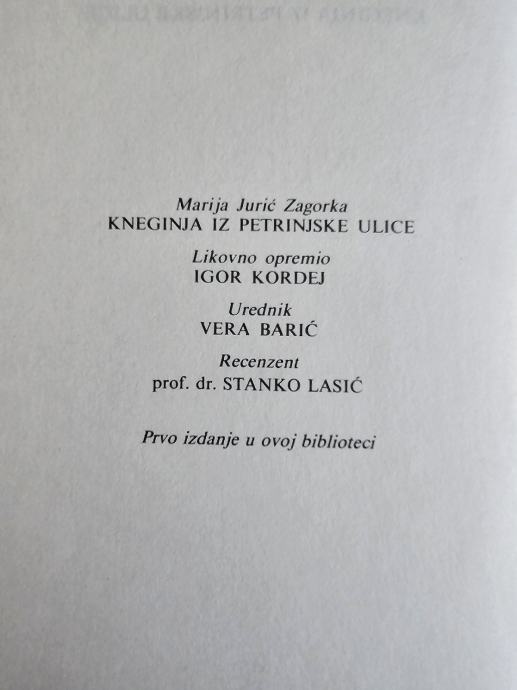 Marija Jurić Zagorka
KNEGINJA IZ PETRINJSKE ULICE
Likovno opremio
IGOR KORDEJ
Urednik
VERA BARIĆ
Recenzent
prof. dr. STANKO LASIĆ
Prvo izdanje u ovoj biblioteci